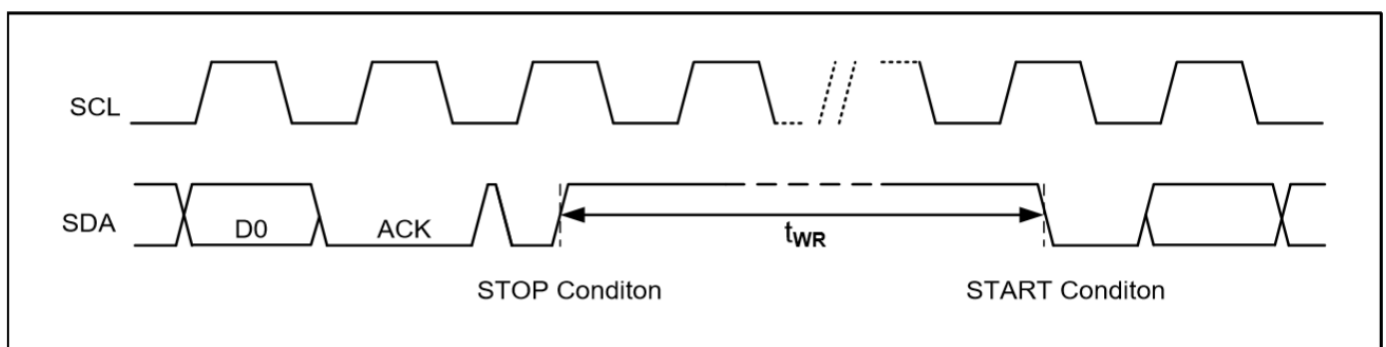 SCL
SDA
D0
ACK
tWR
STOP Conditon
START Conditon